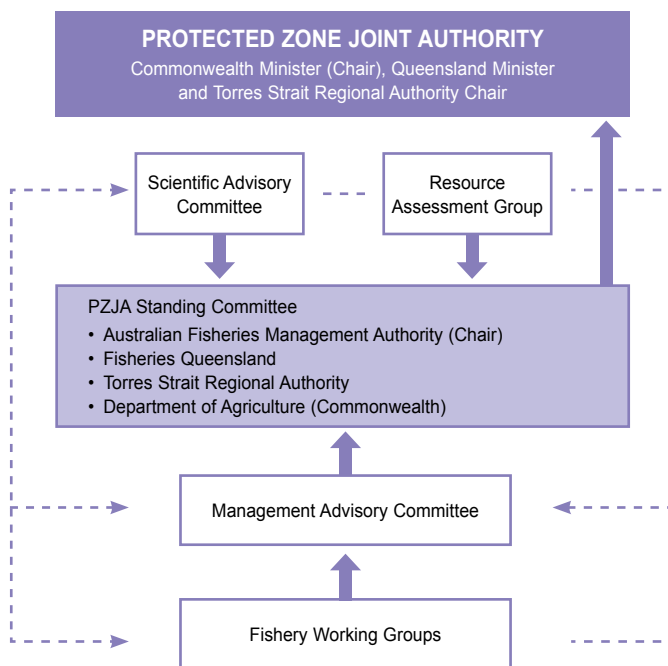 PROTECTED ZONE JOINT AUTHORITY
Commonwealth Minister (Chair), Queensland Minister
and Torres Strait Regional Authority Chair
Scientific Advisory
Committee
Resource
Assessment Group
PZJA Standing Committee
• Australian Fisheries Management Authority (Chair)
• Fisheries Queensland
• Torres Strait Regional Authority
• Department of Agriculture (Commonwealth)
Management Advisory Committee
Fishery Working Groups